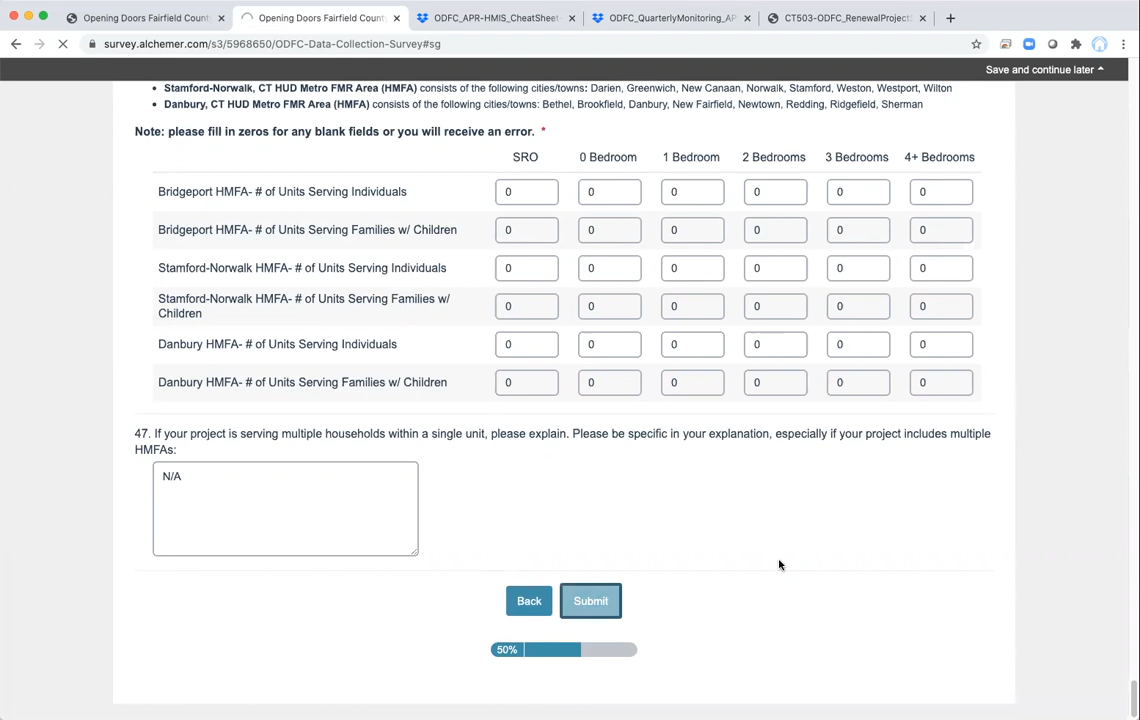 Opening Doors Fairfield Count
Opening Doors Fairfield Count
ODFC_APR-HMIS_CheatSheet-
ODFC_QuarterlyMonitoring_AP
CT503-ODFC_RenewalProject
survey.alchemer.com/s3/5968650/ODFC-Data-Collection-Survey#sg
Save and continue later
• Stamford-Norwalk, CT HUD Metro FMR Area (HMFA) consists of the following cities/towns: Darien, Greenwich, New Canaan, Norwalk, Stamford, Weston, Westport, Wilton
• Danbury, CT HUD Metro FMR Area (HMFA) consists of the following cities/towns: Bethel, Brookfield, Danbury, New Fairfield, Newtown, Redding, Ridgefield, Sherman
Note: please fill in zeros for any blank fields or you will receive an error. *
SRO 0 Bedroom 1 Bedroom 2 Bedrooms 3 Bedrooms 4+ Bedrooms
Bridgeport HMFA- # of Units Serving Individuals 0 0 0 0 0 0
Bridgeport HMFA- # of Units Serving Families w/ Children 0 0 0 0 0 0
Stamford-Norwalk HMFA- # of Units Serving Individuals 0 0 0 0 0 0
Stamford-Norwalk HMFA- # of Units Serving Families w/
Children 0 0 0 0 0 0
Danbury HMFA- # of Units Serving Individuals 0 0 0 0 0 0
Danbury HMFA- # of Units Serving Families w/ Children 0 0 0 0 0 0
47. If your project is serving multiple households within a single unit, please explain. Please be specific in your explanation, especially if your project includes multiple
HMFAs:
N/A
Back Submit
50%